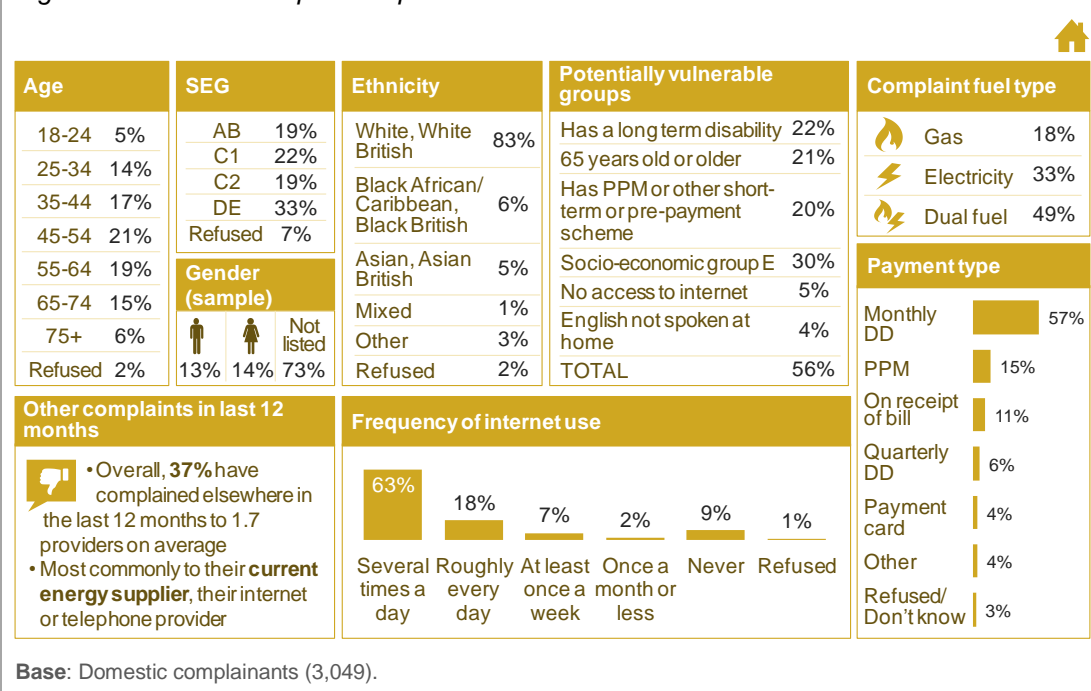 Age
18-24 5%
25-34 14%
35-44 17%
45-54 21%
55-64 19%
65-74 15%
75+ 6%
Refused 2%
SEG
AB 19%
C1 22%
C2 19%
DE 33%
Refused 7%
Gender
(sample)
Not
listed
13% 14% 73%
Ethnicity
White, White
British 83%
Black African/
Caribbean,
Black British 6%
Asian, Asian
British 5%
Mixed 1%
Other 3%
Refused 2%
Potentially vulnerable
groups
Has a long term disability 22%
65 years old or older 21%
Has PPM or other short-
term or pre-payment
scheme 20%
Socio-economic group E 30%
No access to internet 5%
English not spoken at
home 4%
TOTAL 56%
Complaint fuel type
Gas 18%
Electricity 33%
Dual fuel 49%
Payment type
Monthly
DD 57%
PPM 15%
On receipt
of bill 11%
Quarterly
DD 6%
Payment
card 4%
Other 4%
Refused/
Don't know 3%
Other complaints in last 12
months
• Overall, 37% have
complained elsewhere in
the last 12 months to 1.7
providers on average
• Most commonly to their current
energy supplier, their internet
or telephone provider
Frequency of internet use
63% 18% 7% 2% 9% 1%
Several Roughly At least Once a Never Refused
times a every once a month or
day day week less
Base: Domestic complainants (3,049).